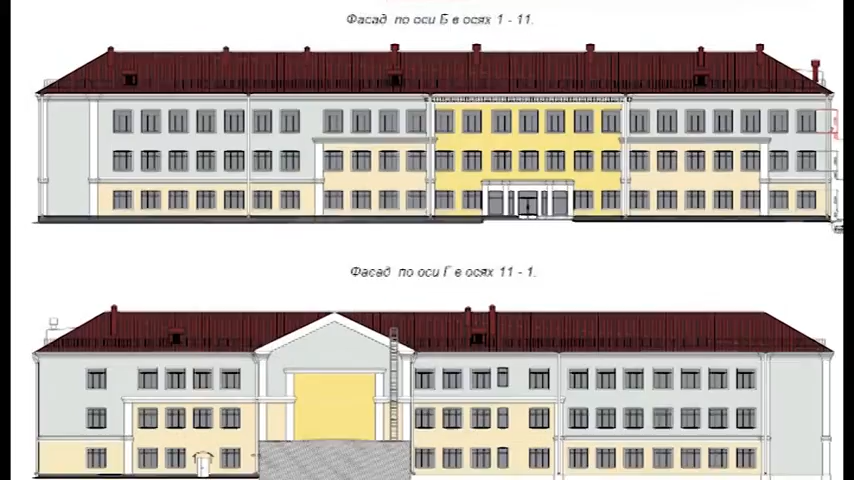 Фасад по оси Б в осях 1 - 11.
Фасад по оси Г в осях 11 - 1.